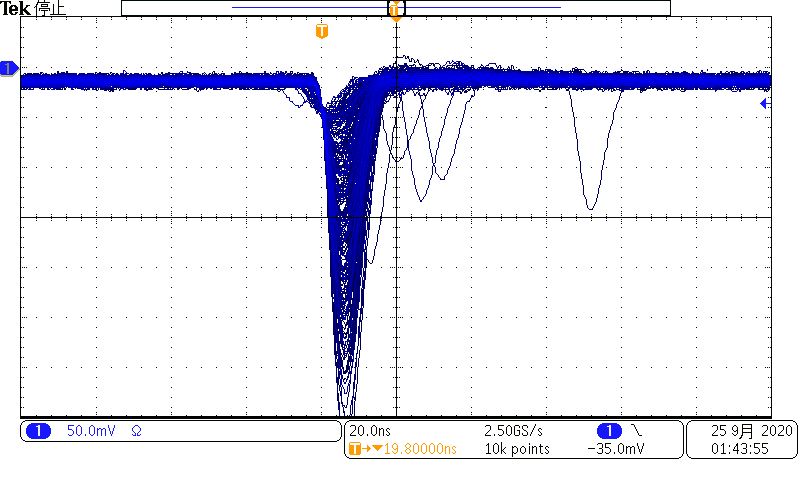 Tek 停止
T
T
1
1 50.0mV Ω
20.0ns 2.50GS/s 1 -35.0mV
T→▼19.80000ns 10k points
25 9月 2020
01:43:55